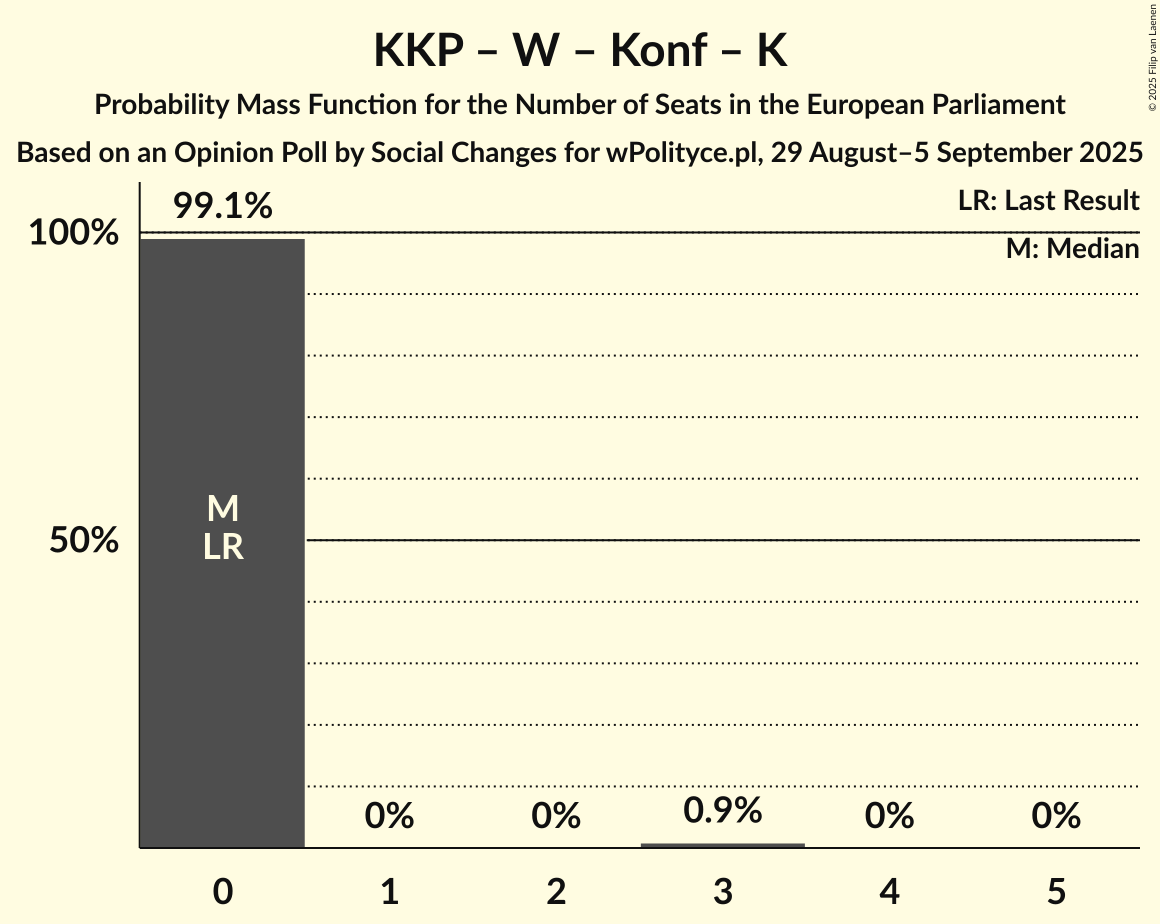 KKP – W – Konf – K
Probability Mass Function for the Number of Seats in the European Parliament
Based on an Opinion Poll by Social Changes for wPolityce.pl, 29 August–5 September 2025
© 2025 Filip van Laenen
99.1%
LR: Last Result
100%
M: Median
M
50%
LR
0%
0%
0.9%
0%
0%
0
1
2
3
4
5